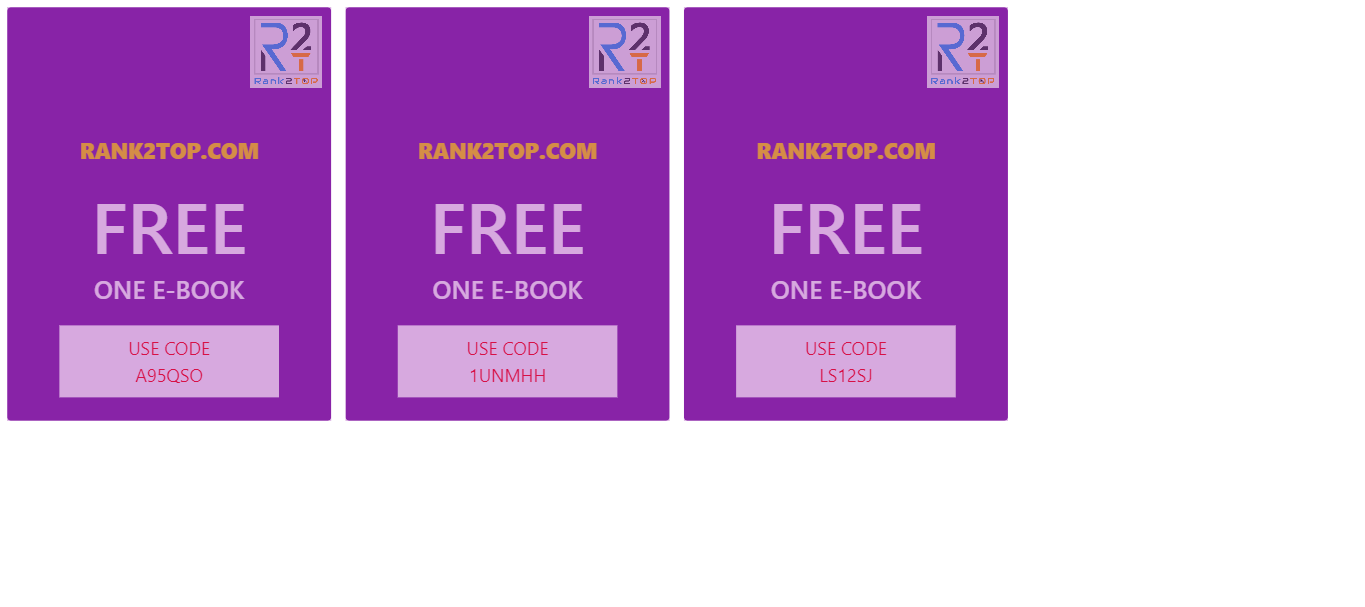 R2T
Rank2TOP
RANK2TOP.COM
FREE
ONE E-BOOK
USE CODE
A95QSO
R2T
Rank2TOP
RANK2TOP.COM
FREE
ONE E-BOOK
USE CODE
1UNMHH
R2T
Rank2TOP
RANK2TOP.COM
FREE
ONE E-BOOK
USE CODE
LS12SJ